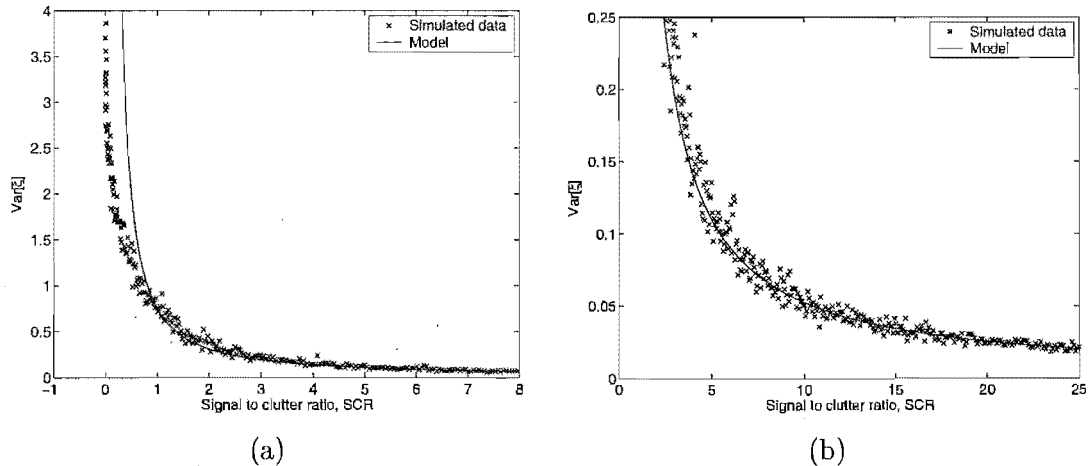 4
3.5
3
2.5
2
1.5
1
0.5
0
Var[ξ]
-1 0 1 2 3 4 5 6 7 8
Signal to clutter ratio, SCR
Simulated data
Model
(a)
0.25
0.2
0.15
0.1
0.05
0
Var[ξ]
0 5 10 15 20 25
Signal to clutter ratio, SCR
Simulated data
Model
(b)